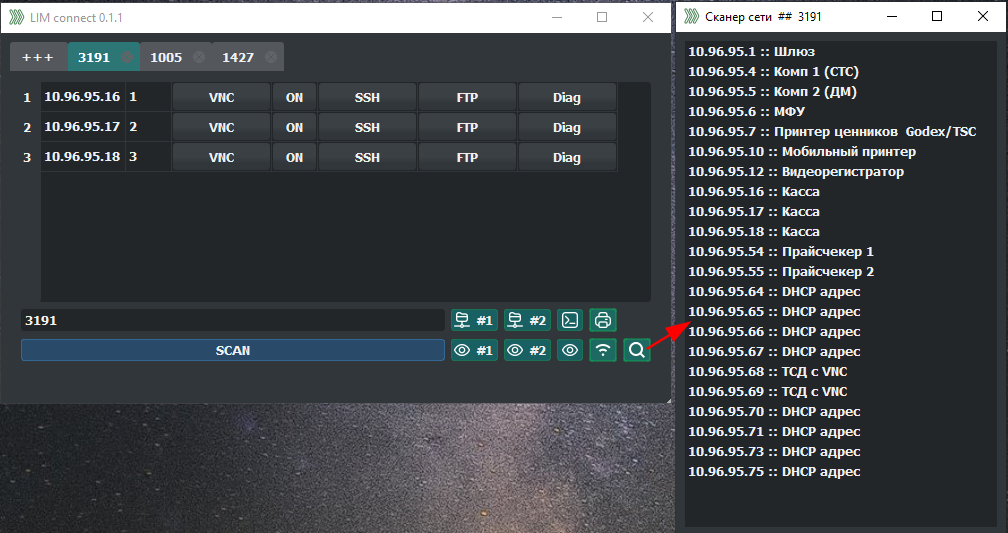 LIM connect 0.1.1
+++ 3191 1005 1427
1 10.96.95.16 1 VNC ON SSH FTP Diag
2 10.96.95.17 2 VNC ON SSH FTP Diag
3 10.96.95.18 3 VNC ON SSH FTP Diag
3191 #1 #2
SCAN #1 #2
Сканер сети ## 3191
10.96.95.1 :: Шлюз
10.96.95.4 :: Комп 1 (СТС)
10.96.95.5 :: Комп 2 (ДМ)
10.96.95.6 :: МФУ
10.96.95.7 :: Принтер ценников Godex/TSC
10.96.95.10 :: Мобильный принтер
10.96.95.12 :: Видеорегистратор
10.96.95.16 :: Касса
10.96.95.17 :: Касса
10.96.95.18 :: Касса
10.96.95.54 :: Прайсчекер 1
10.96.95.55 :: Прайсчекер 2
10.96.95.64 :: DHCP адрес
10.96.95.65 :: DHCP адрес
10.96.95.66 :: DHCP адрес
10.96.95.67 :: DHCP адрес
10.96.95.68 :: ТСД с VNC
10.96.95.69 :: ТСД с VNC
10.96.95.70 :: DHCP адрес
10.96.95.71 :: DHCP адрес
10.96.95.73 :: DHCP адрес
10.96.95.75 :: DHCP адрес